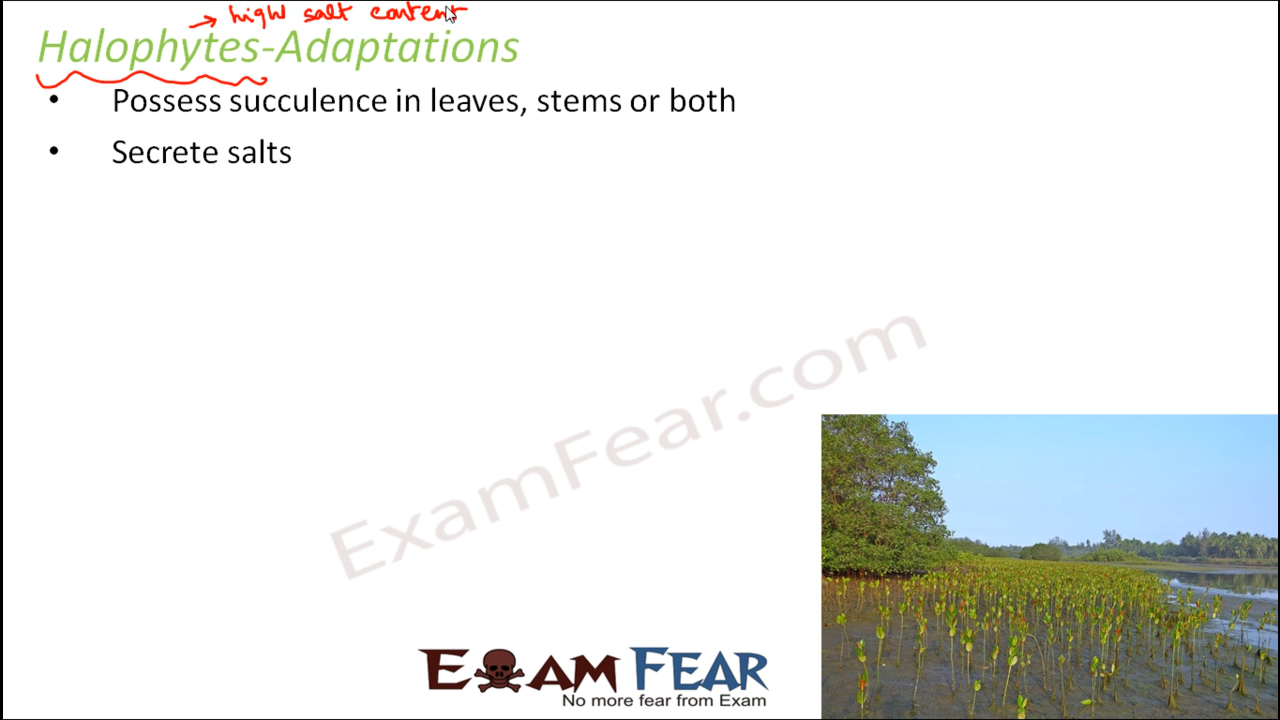 → high salt content
Halophytes-Adaptations
• Possess succulence in leaves, stems or both
• Secrete salts
ExamFear.com
EXAM FEAR
No more fear from Exam